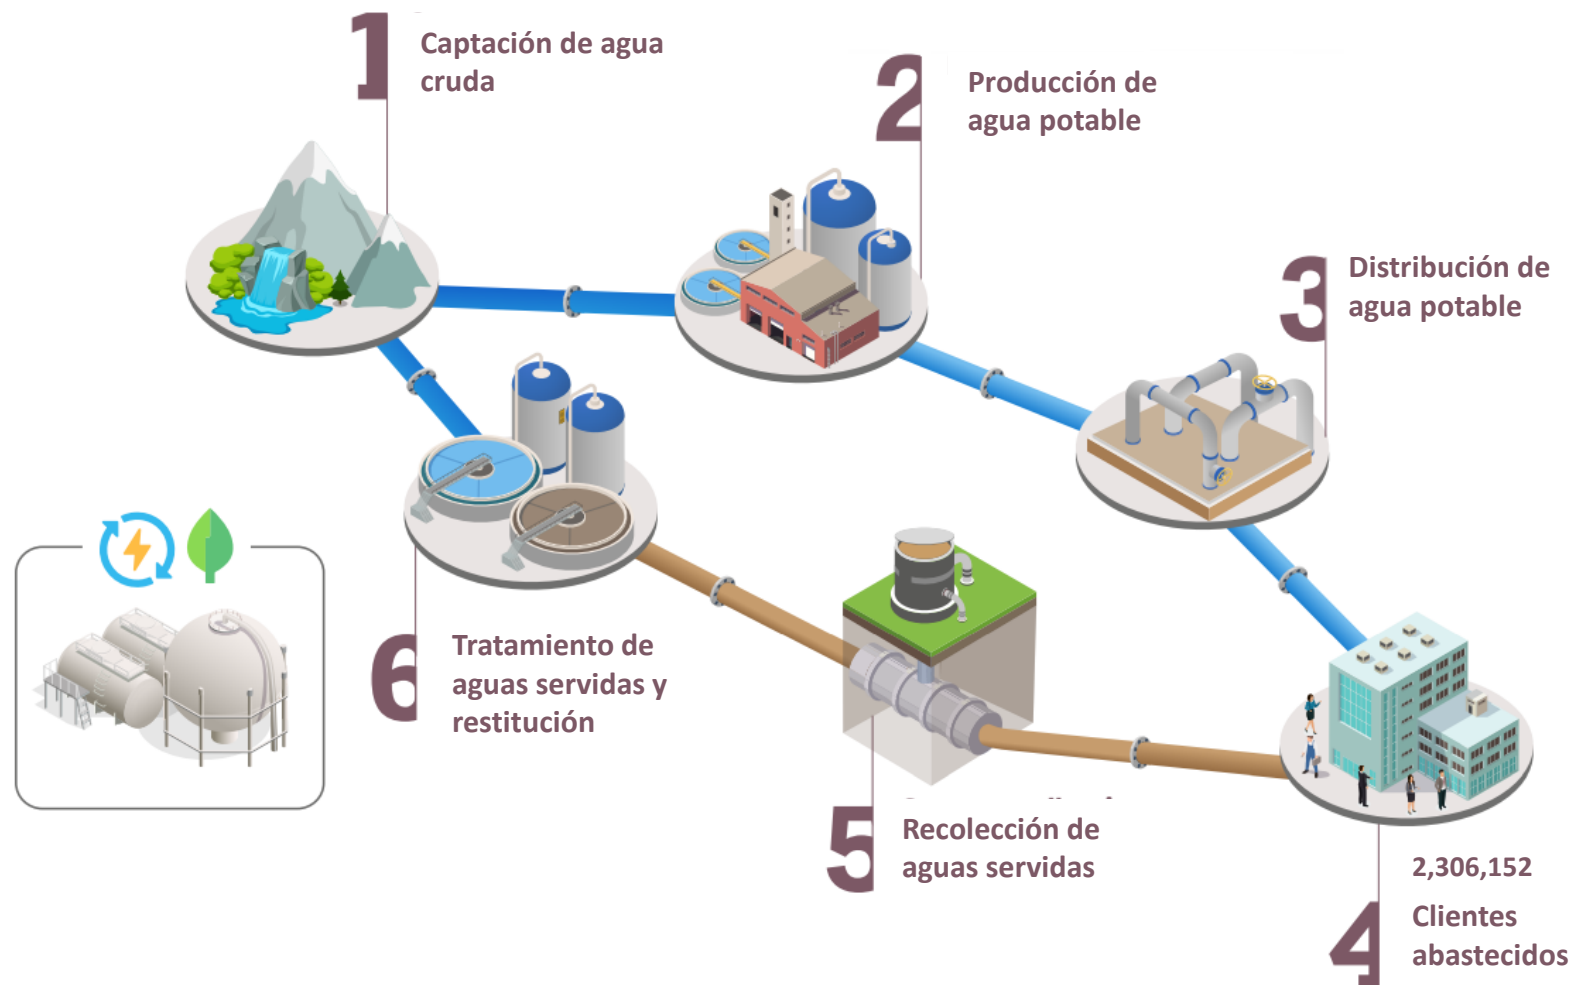 1
Captación de agua
cruda
2
Producción de
agua potable
3
Distribución de
agua potable
6
Tratamiento de
aguas servidas y
restitución
5
Recolección de
aguas servidas
2,306,152
4
Clientes
abastecidos